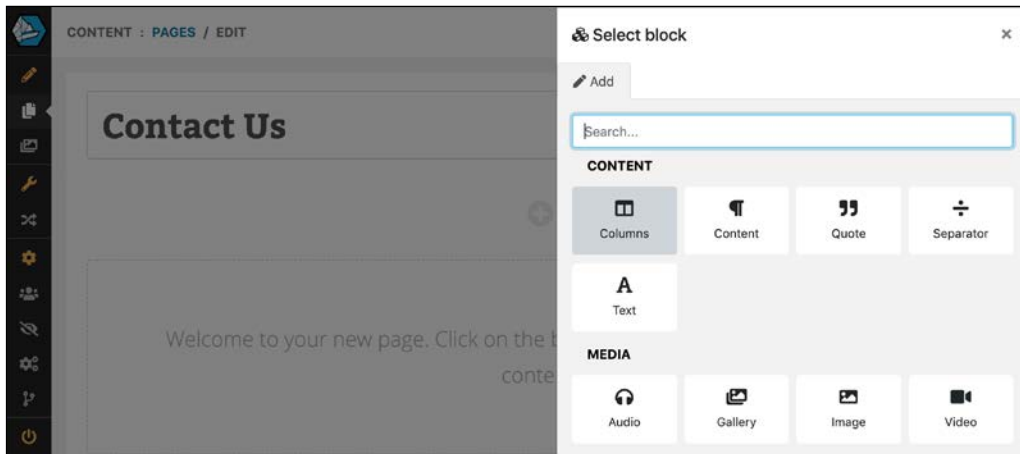 CONTENT : PAGES / EDIT
Select block
×
Add
Contact Us
Search...
CONTENT
Columns
Content
Quote
Separator
Text
Welcome to your new page. Click on the
conte
MEDIA
Audio
Gallery
Image
Video